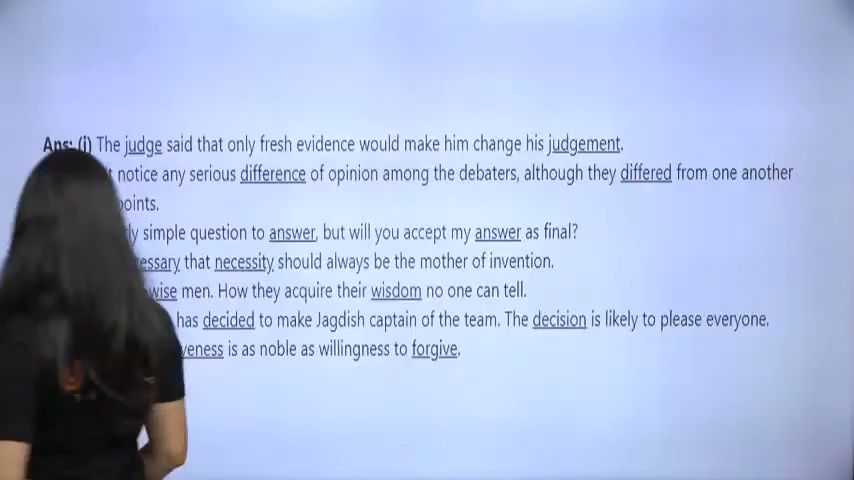 Ans: (i) The judge said that only fresh evidence would make him change his judgement.
notice any serious difference of opinion among the debaters, although they differed from one another
points.
simple question to answer, but will you accept my answer as final?
that necessity should always be the mother of invention.
wise men. How they acquire their wisdom no one can tell.
has decided to make Jagdish captain of the team. The decision is likely to please everyone.
is as noble as willingness to forgive.